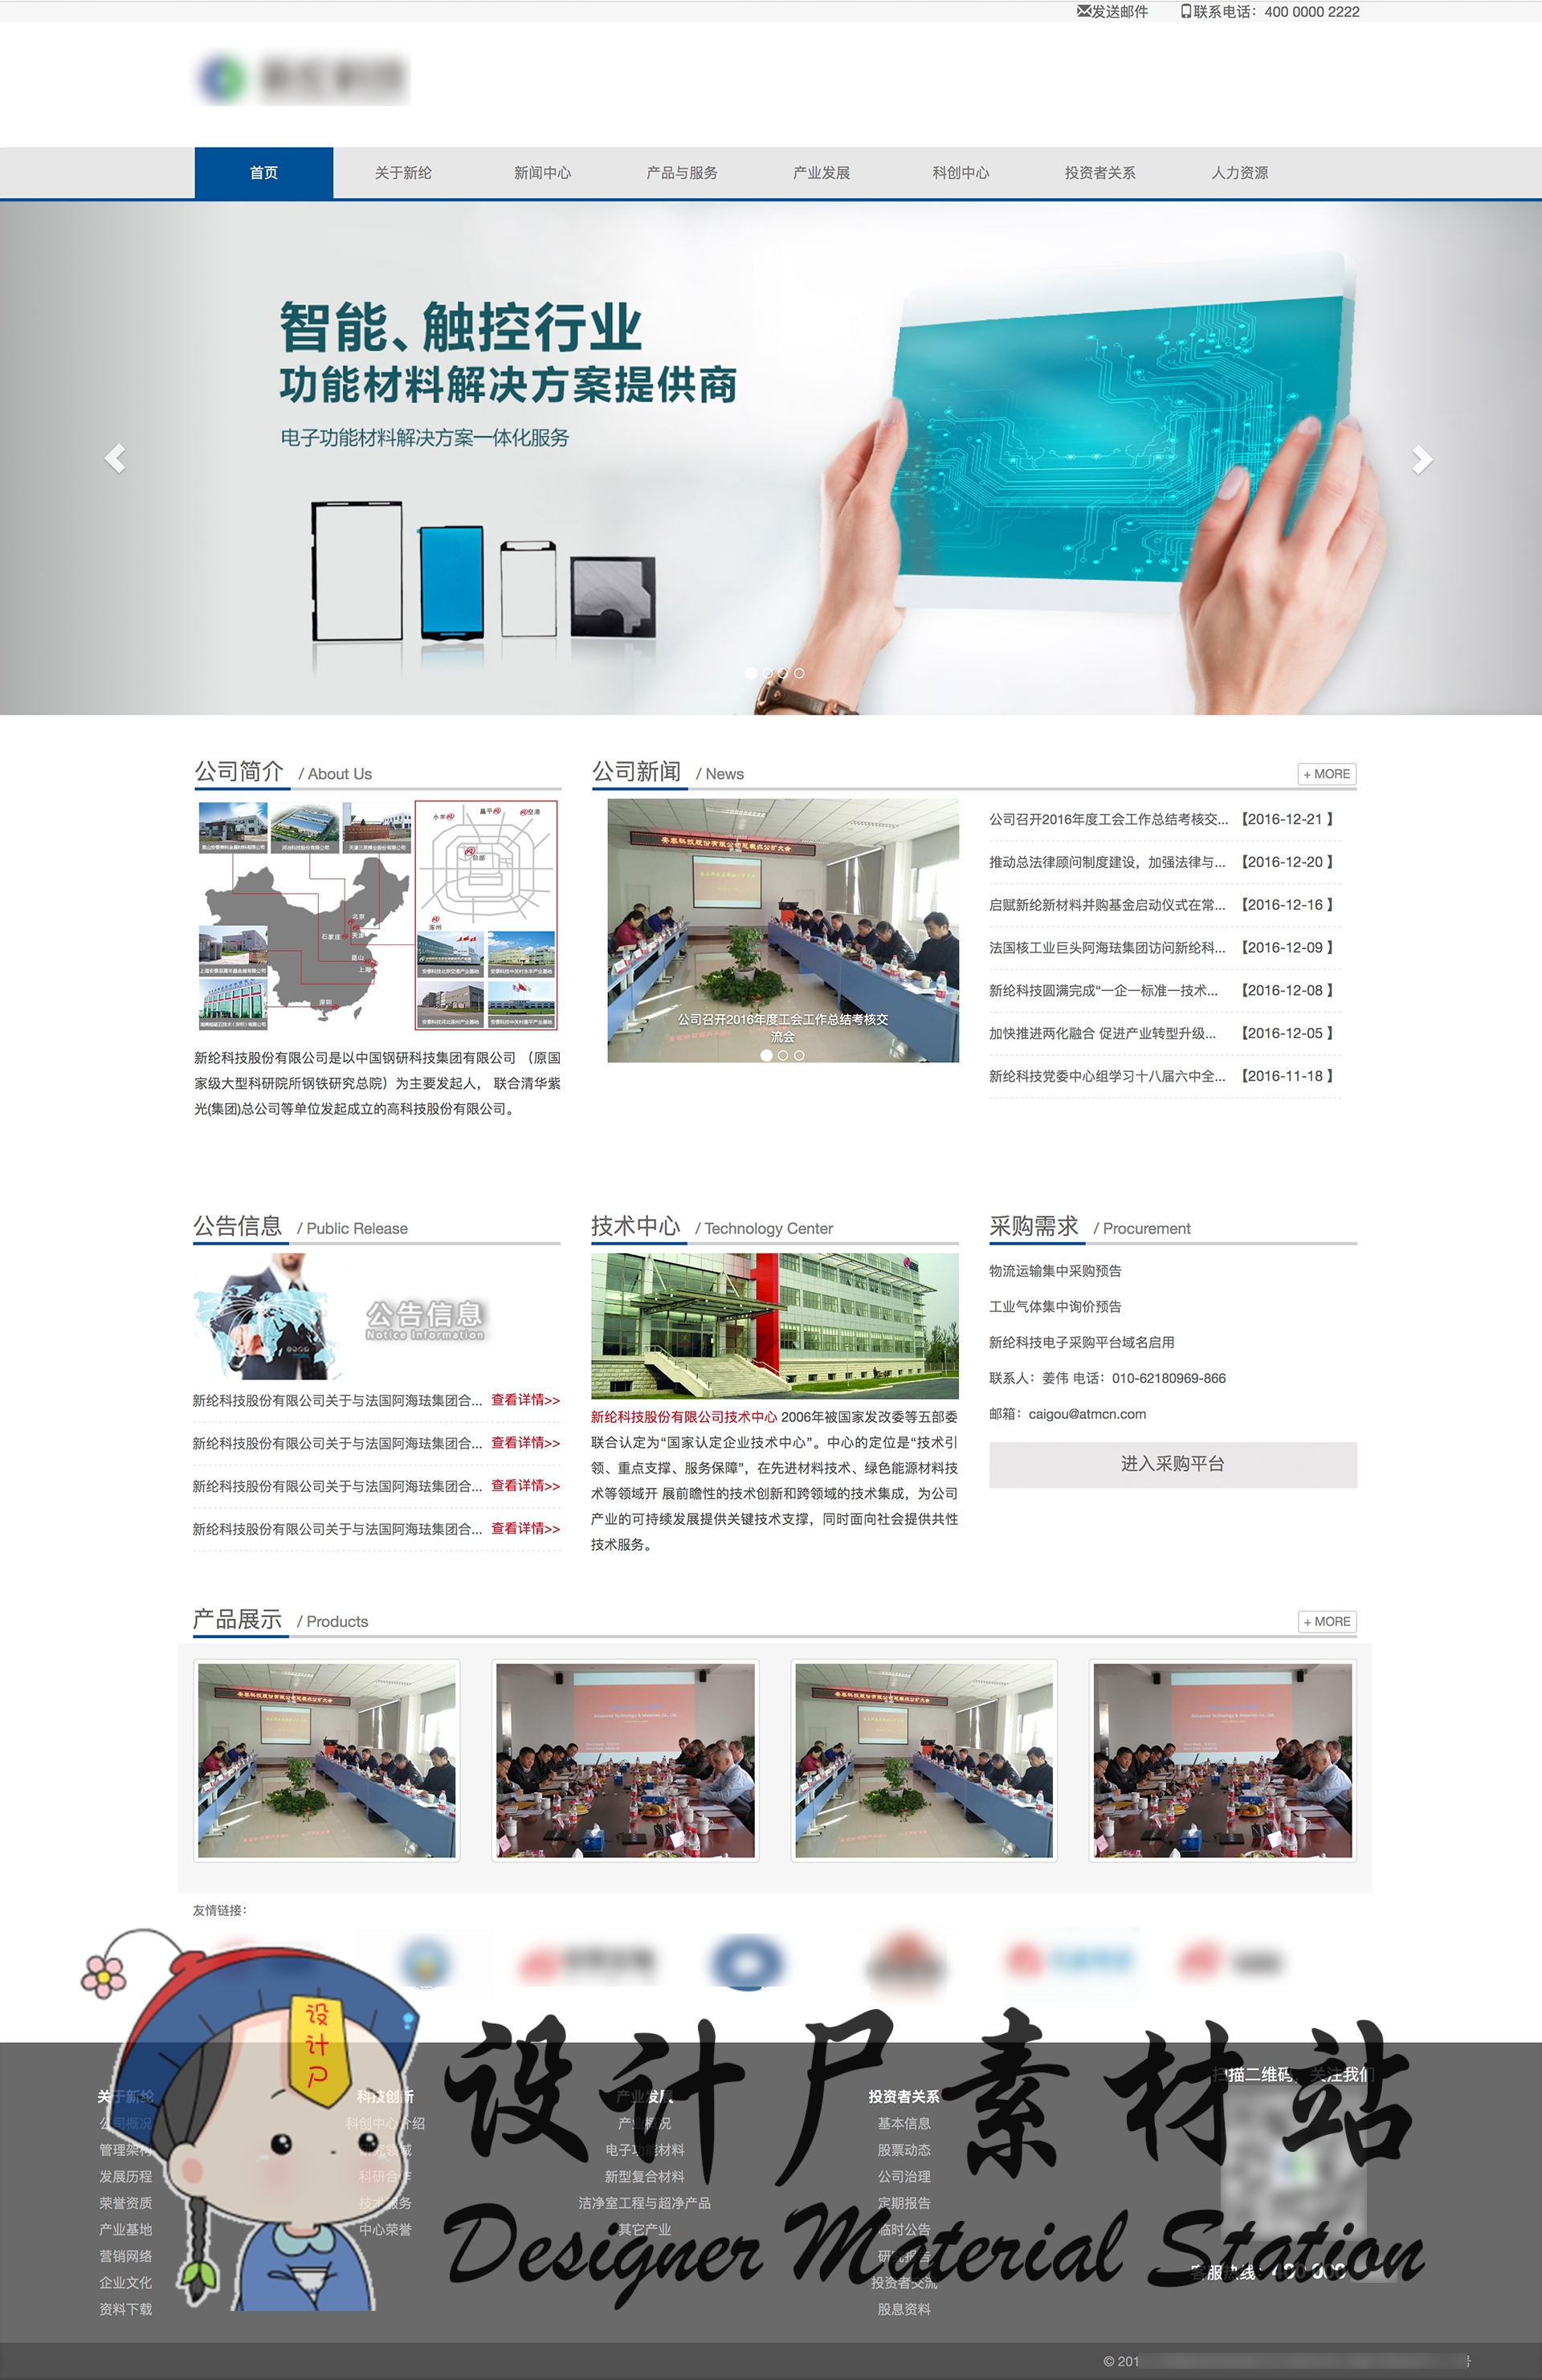 发送邮件 联系电话：400 0000 2222
首页 关于新纶 新闻中心 产品与服务 产业发展 科创中心 投资者关系 人力资源
智能、触控行业
功能材料解决方案提供商
电子功能材料解决方案一体化服务
公司简介 / About Us
永丰 昌平 空港
总部
涿州
北京
石家庄 天津
昆山
上海
深圳
新纶科技股份有限公司是以中国钢研科技集团有限公司 （原国
家级大型科研院所钢铁研究总院）为主要发起人， 联合清华紫
光(集团)总公司等单位发起成立的高科技股份有限公司。
公司新闻 / News + MORE
公司召开2016年度工会工作总结考核交
流会
公司召开2016年度工会工作总结考核交... 【2016-12-21 】
推动总法律顾问制度建设，加强法律与... 【2016-12-20 】
启赋新纶新材料并购基金启动仪式在常... 【2016-12-16 】
法国核工业巨头阿海珐集团访问新纶科... 【2016-12-09 】
新纶科技圆满完成“一企一标准一技术... 【2016-12-08 】
加快推进两化融合 促进产业转型升级... 【2016-12-05 】
新纶科技党委中心组学习十八届六中全... 【2016-11-18 】
公告信息 / Public Release
公告信息
Notice Information
新纶科技股份有限公司关于与法国阿海珐集团合... 查看详情>>
新纶科技股份有限公司关于与法国阿海珐集团合... 查看详情>>
新纶科技股份有限公司关于与法国阿海珐集团合... 查看详情>>
新纶科技股份有限公司关于与法国阿海珐集团合... 查看详情>>
技术中心 / Technology Center
新纶科技股份有限公司技术中心 2006年被国家发改委等五部委
联合认定为“国家认定企业技术中心”。中心的定位是“技术引
领、重点支撑、服务保障”，在先进材料技术、绿色能源材料技
术等领域开 展前瞻性的技术创新和跨领域的技术集成，为公司
产业的可持续发展提供关键技术支撑，同时面向社会提供共性
技术服务。
采购需求 / Procurement
物流运输集中采购预告
工业气体集中询价预告
新纶科技电子采购平台域名启用
联系人：姜伟 电话：010-62180969-866
邮箱：caigou@atmcn.com
进入采购平台
产品展示 / Products + MORE
友情链接：
设计尸
设计尸素材站
Designer Material Station
关于新纶
公司概况
管理架构
发展历程
荣誉资质
产业基地
营销网络
企业文化
资料下载
科技创新
科创中心介绍
科研合作
技术服务
中心荣誉
产业发展
产业概况
电子功能材料
新型复合材料
洁净室工程与超净产品
其它产业
投资者关系
基本信息
股票动态
公司治理
定期报告
临时公告
研究报告
投资者交流
股息资料
扫描二维码，关注我们
客服热线：400 000
© 201